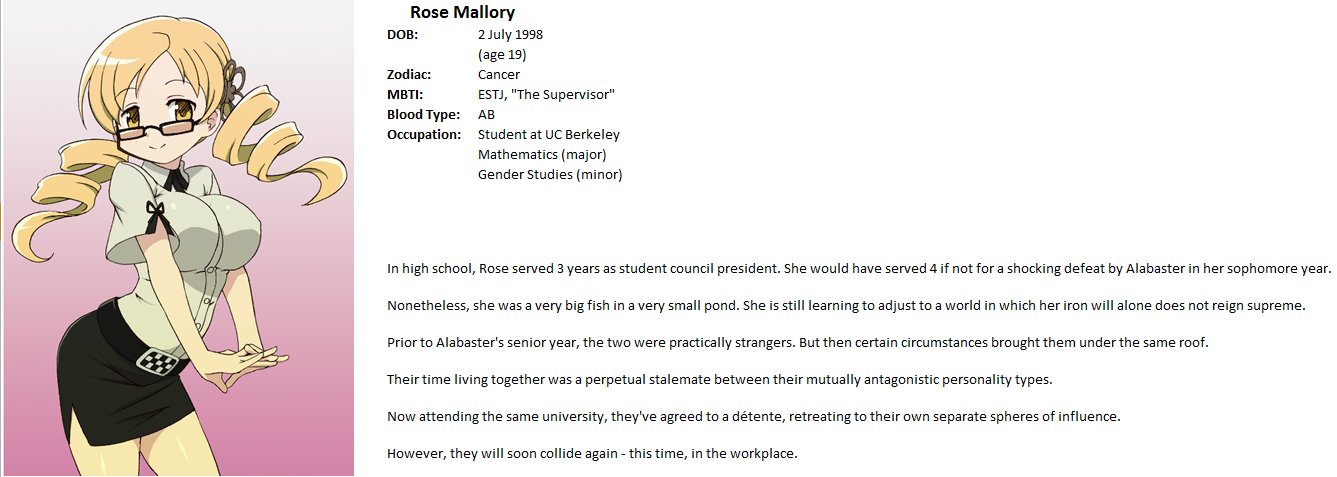 Rose Mallory
DOB: 2 July 1998
(age 19)
Zodiac: Cancer
MBTI: ESTJ, "The Supervisor"
Blood Type: AB
Occupation: Student at UC Berkeley
Mathematics (major)
Gender Studies (minor)
In high school, Rose served 3 years as student council president. She would have served 4 if not for a shocking defeat by Alabaster in her sophomore year.
Nonetheless, she was a very big fish in a very small pond. She is still learning to adjust to a world in which her iron will alone does not reign supreme.
Prior to Alabaster's senior year, the two were practically strangers. But then certain circumstances brought them under the same roof.
Their time living together was a perpetual stalemate between their mutually antagonistic personality types.
Now attending the same university, they've agreed to a détente, retreating to their own separate spheres of influence.
However, they will soon collide again - this time, in the workplace.